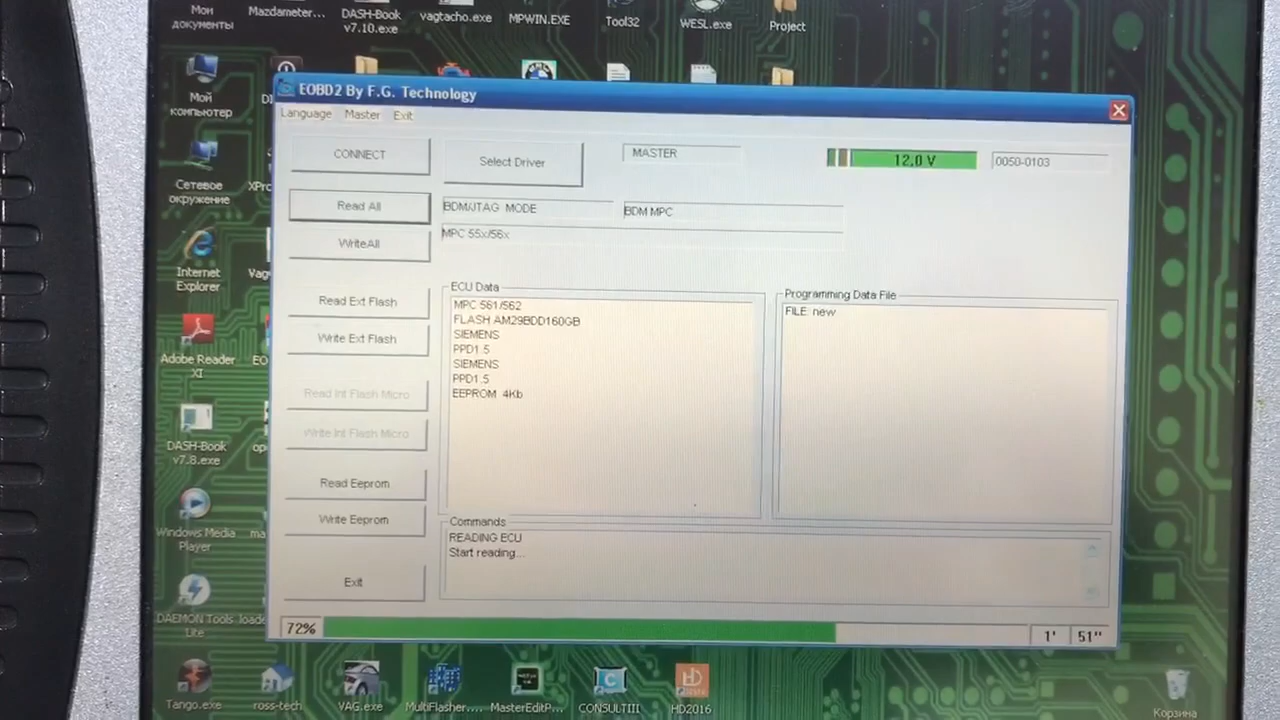 Мои
документы
Mazdameter...
DASH-Book
v7.10.exe
vagtacho.exe
MPWIN.EXE
Tool32
WESL.exe
Project
Мой
компьютер
Сетевое
окружение
Internet
Explorer
Adobe Reader
XI
DASH-Book
v7.8.exe
Windows Media
Player
DAEMON Tools
Lite
EOBD2 By F.G. Technology
Language Master Exit
CONNECT
Select Driver
MASTER
12,0 V
0050-0103
Read All
BDM/JTAG MODE
BDM MPC
WriteAll
MPC 55x/56x
Read Ext Flash
Write Ext Flash
Read Int Flash Micro
Write Int Flash Micro
Read Eeprom
Write Eeprom
Exit
ECU Data
MPC 561/562
FLASH AM29BDD160GB
SIEMENS
PPD1.5
SIEMENS
PPD1.5
EEPROM 4Kb
Programming Data File
FILE: new
Commands
READING ECU
Start reading...
72%
1' 51''
Tango.exe
ross-tech
VAG.exe
MultiFlasher....
MasterEditP...
CONSULTIII
HD2016
Корзина